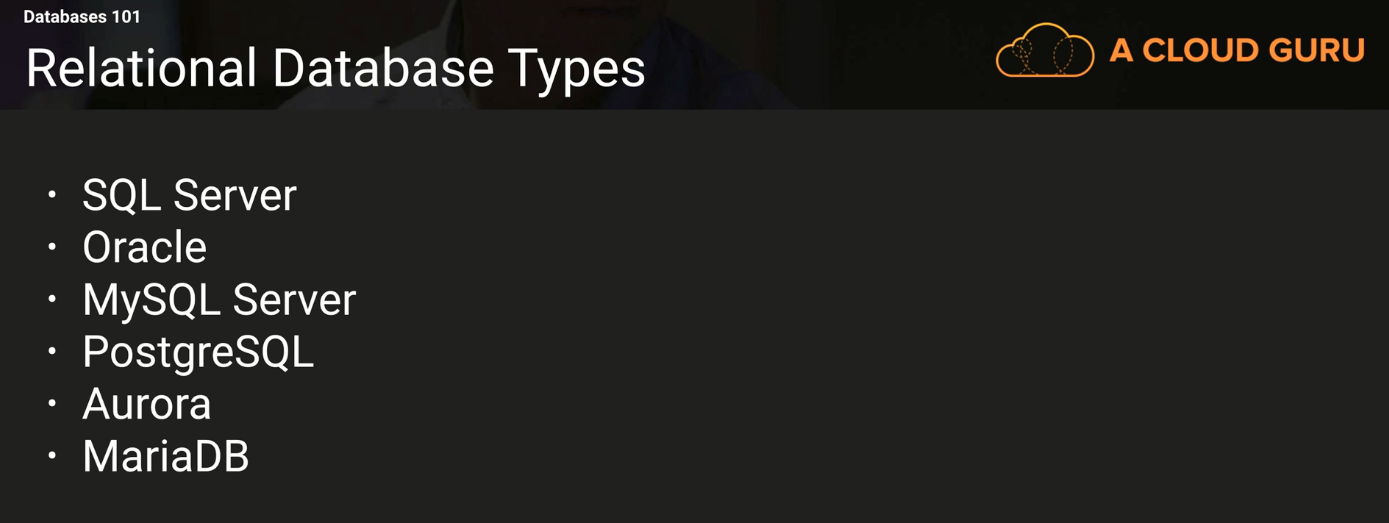 Databases 101
Relational Database Types
A CLOUD GURU
• SQL Server
• Oracle
• MySQL Server
• PostgreSQL
• Aurora
• MariaDB